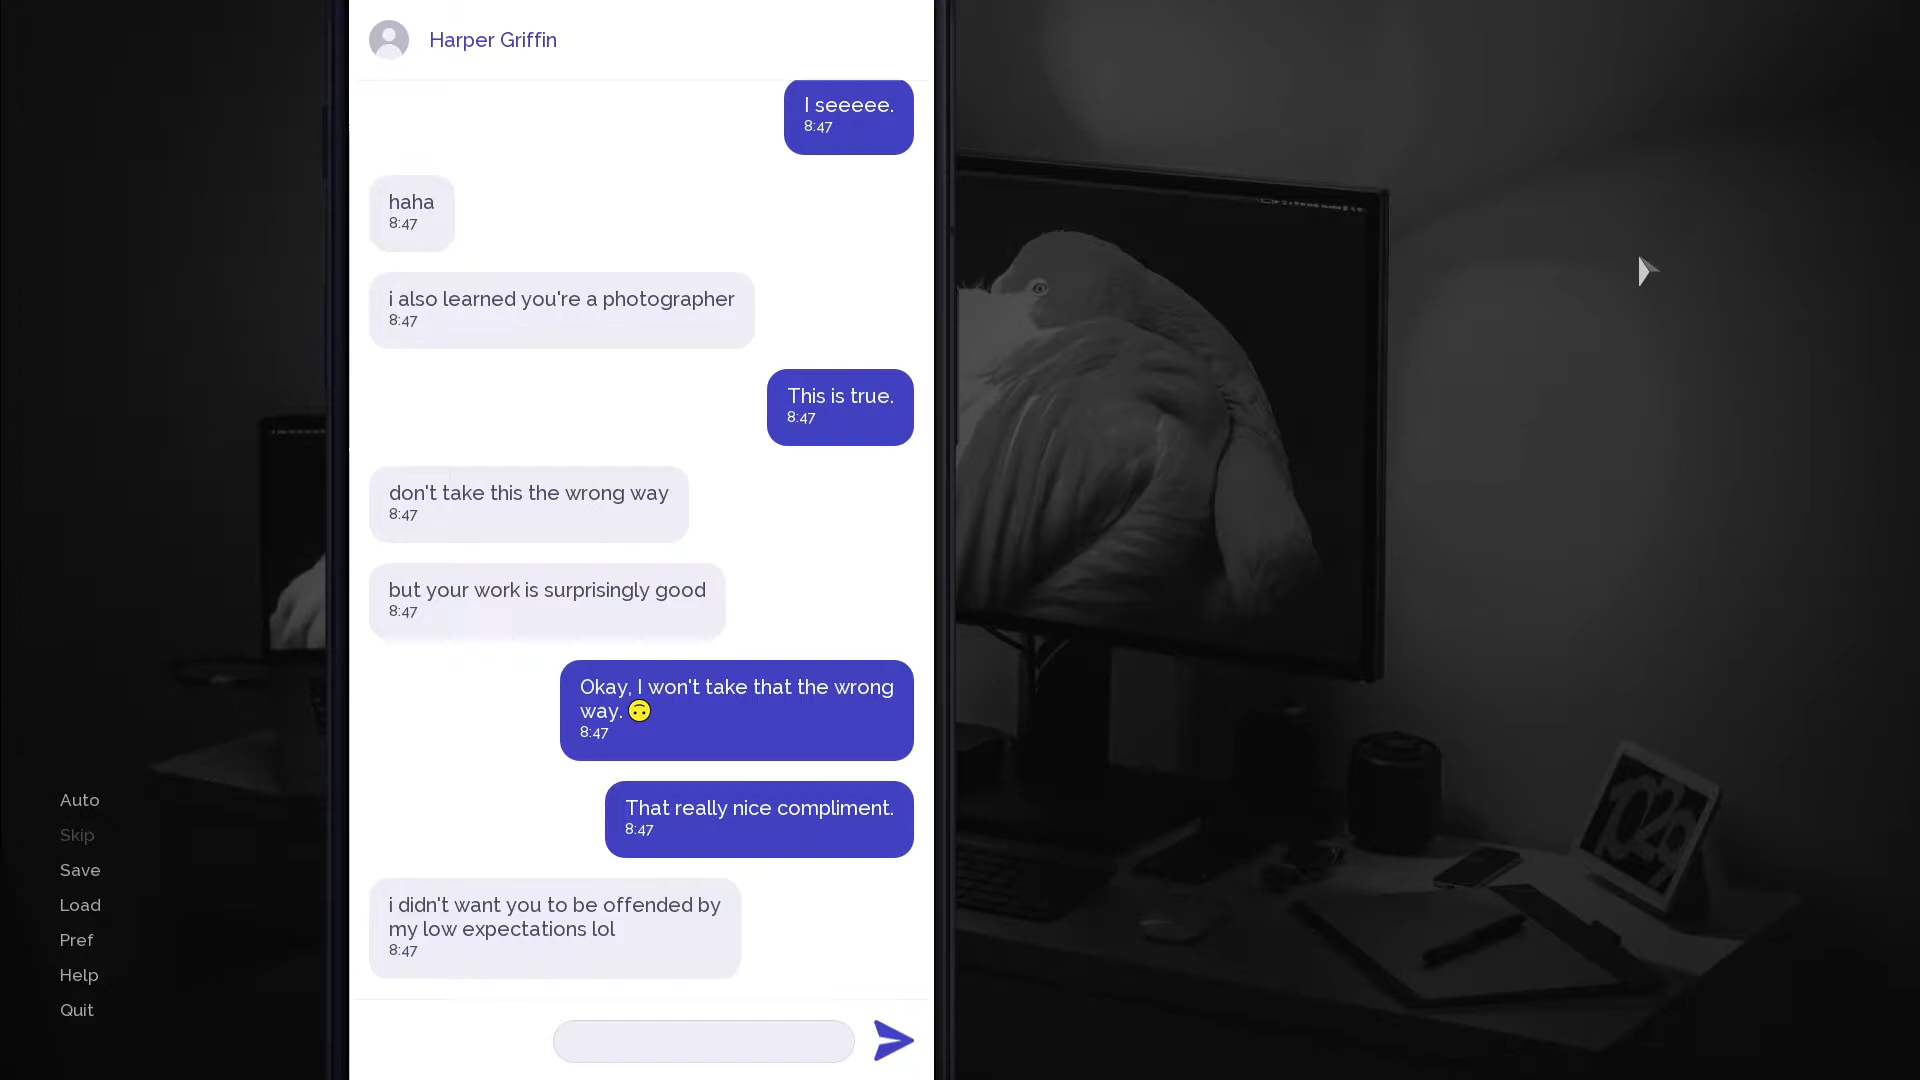 Harper Griffin
I seeeee.
8:47
haha
8:47
i also learned you're a photographer
8:47
This is true.
8:47
don't take this the wrong way
8:47
but your work is surprisingly good
8:47
Okay, I won't take that the wrong
way. 🙃
8:47
That really nice compliment.
8:47
i didn't want you to be offended by
my low expectations lol
8:47
Auto
Skip
Save
Load
Pref
Help
Quit
1029